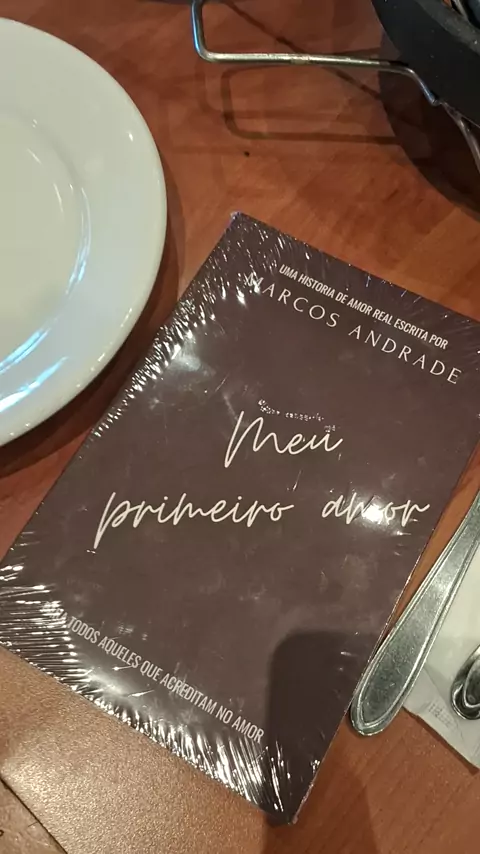 UMA HISTORIA DE AMOR REAL ESCRITA POR
MARCOS ANDRADE
Meu
primeiro amor
TODOS AQUELES QUE ACREDITAM NO AMOR